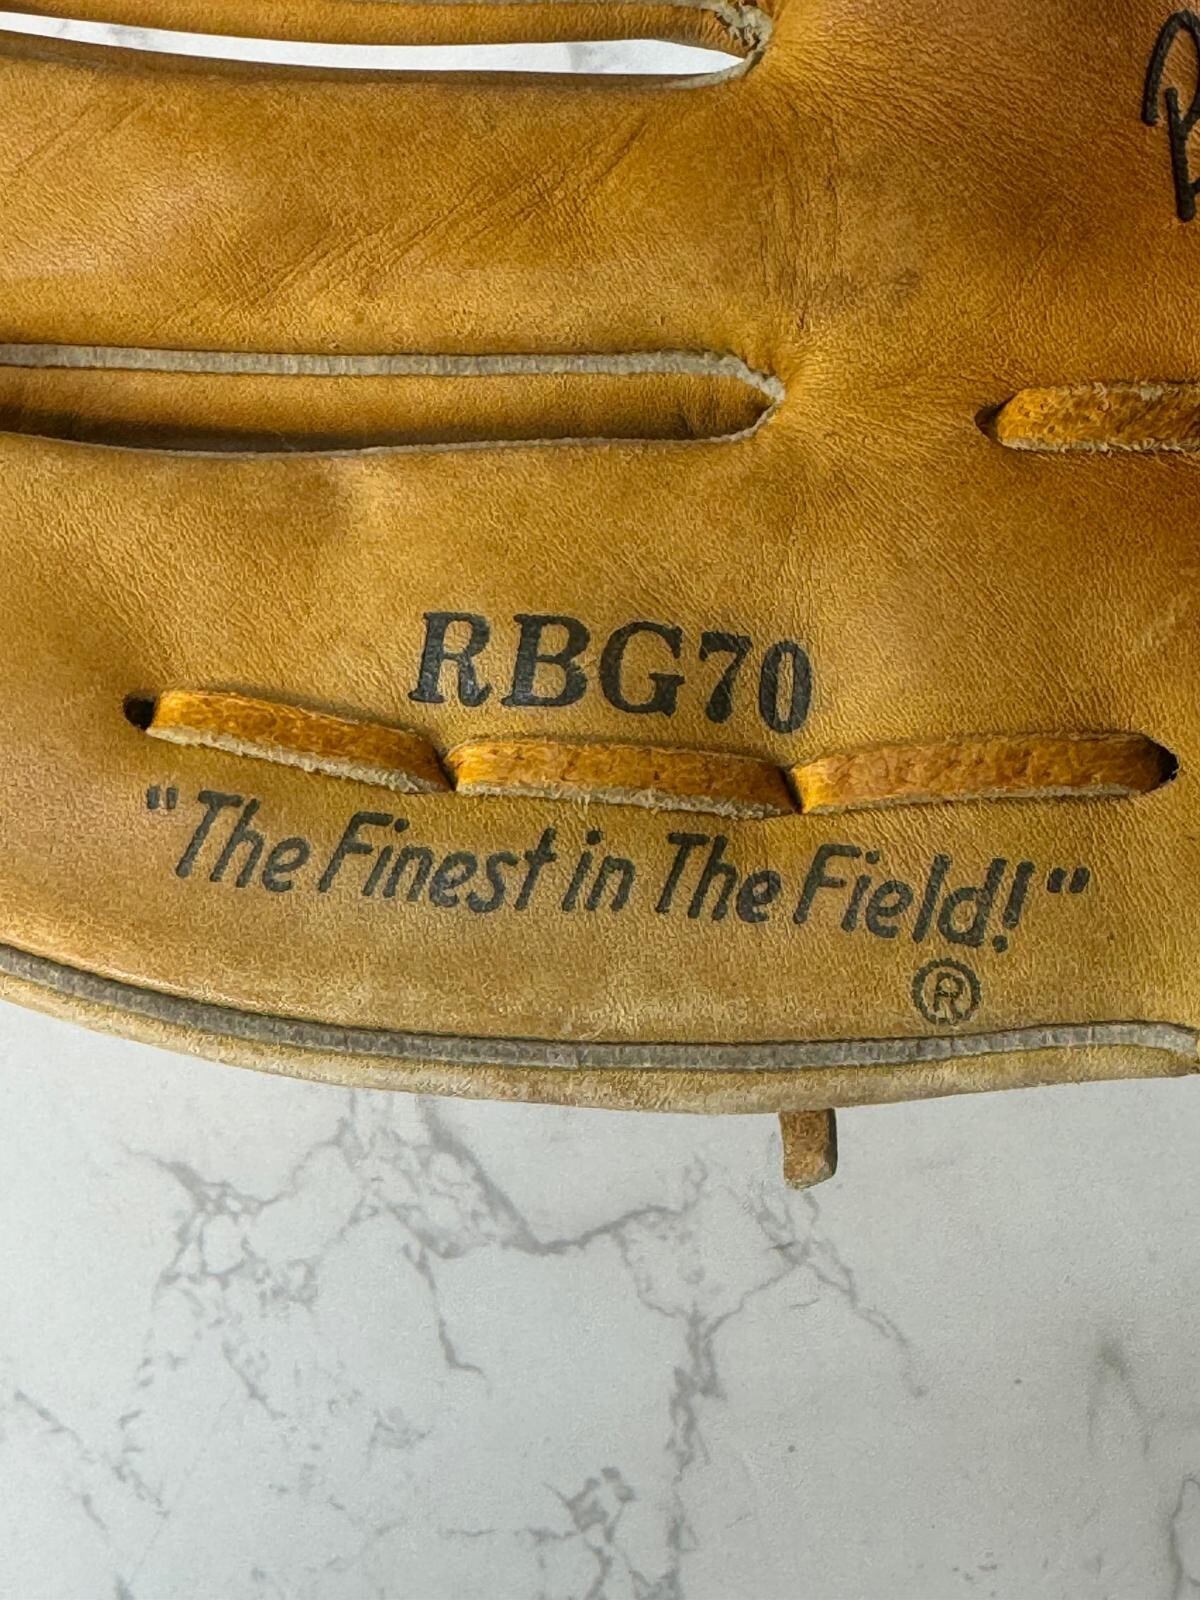 RBG70
"The Finest in The Field!"
®